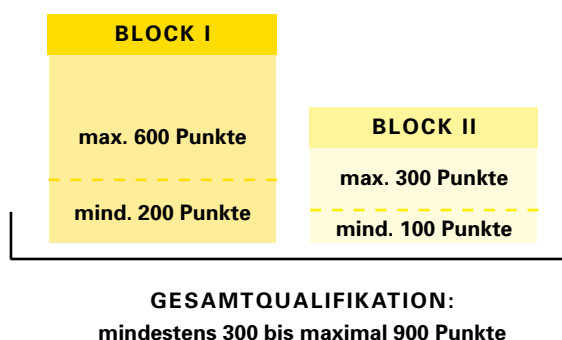 BLOCK I
max. 600 Punkte
mind. 200 Punkte
BLOCK II
max. 300 Punkte
mind. 100 Punkte
GESAMTQUALIFIKATION:
mindestens 300 bis maximal 900 Punkte